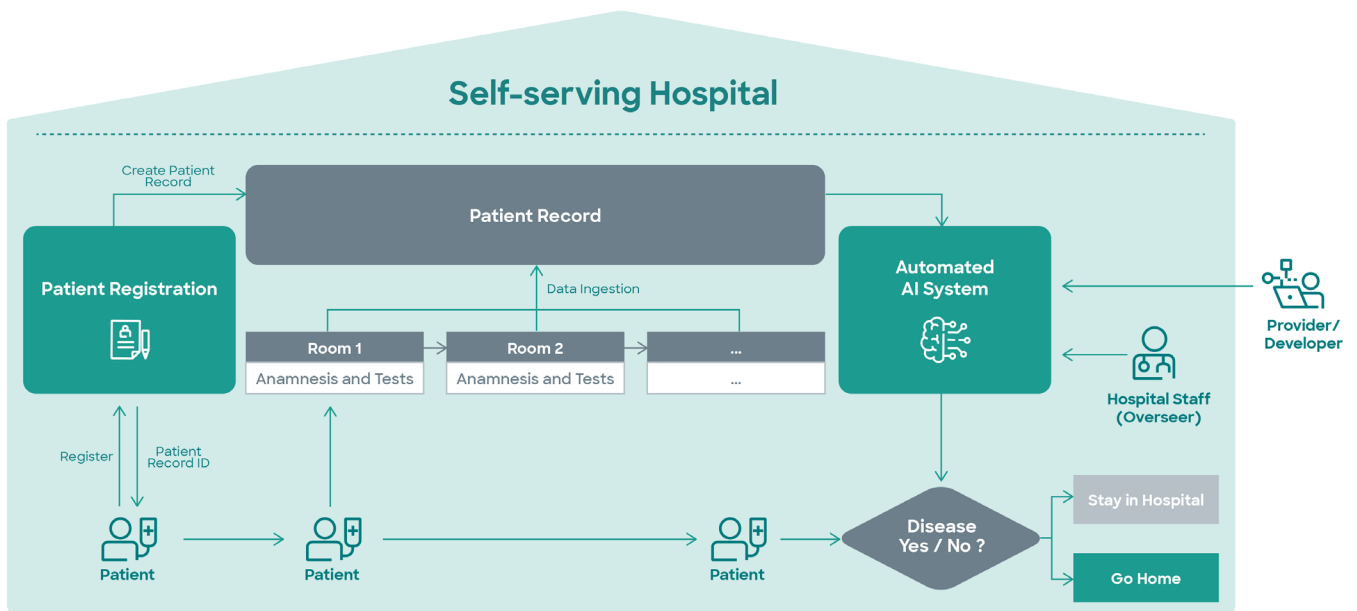 Self-serving Hospital
Create Patient
Record
Patient Record
Patient Registration
Automated
AI System
Data Ingestion
Room 1
Room 2
...
Anamnesis and Tests
Anamnesis and Tests
...
Provider/
Developer
Hospital Staff
(Overseer)
Register
Patient
Record ID
Patient
Patient
Patient
Disease
Yes / No ?
Stay in Hospital
Go Home